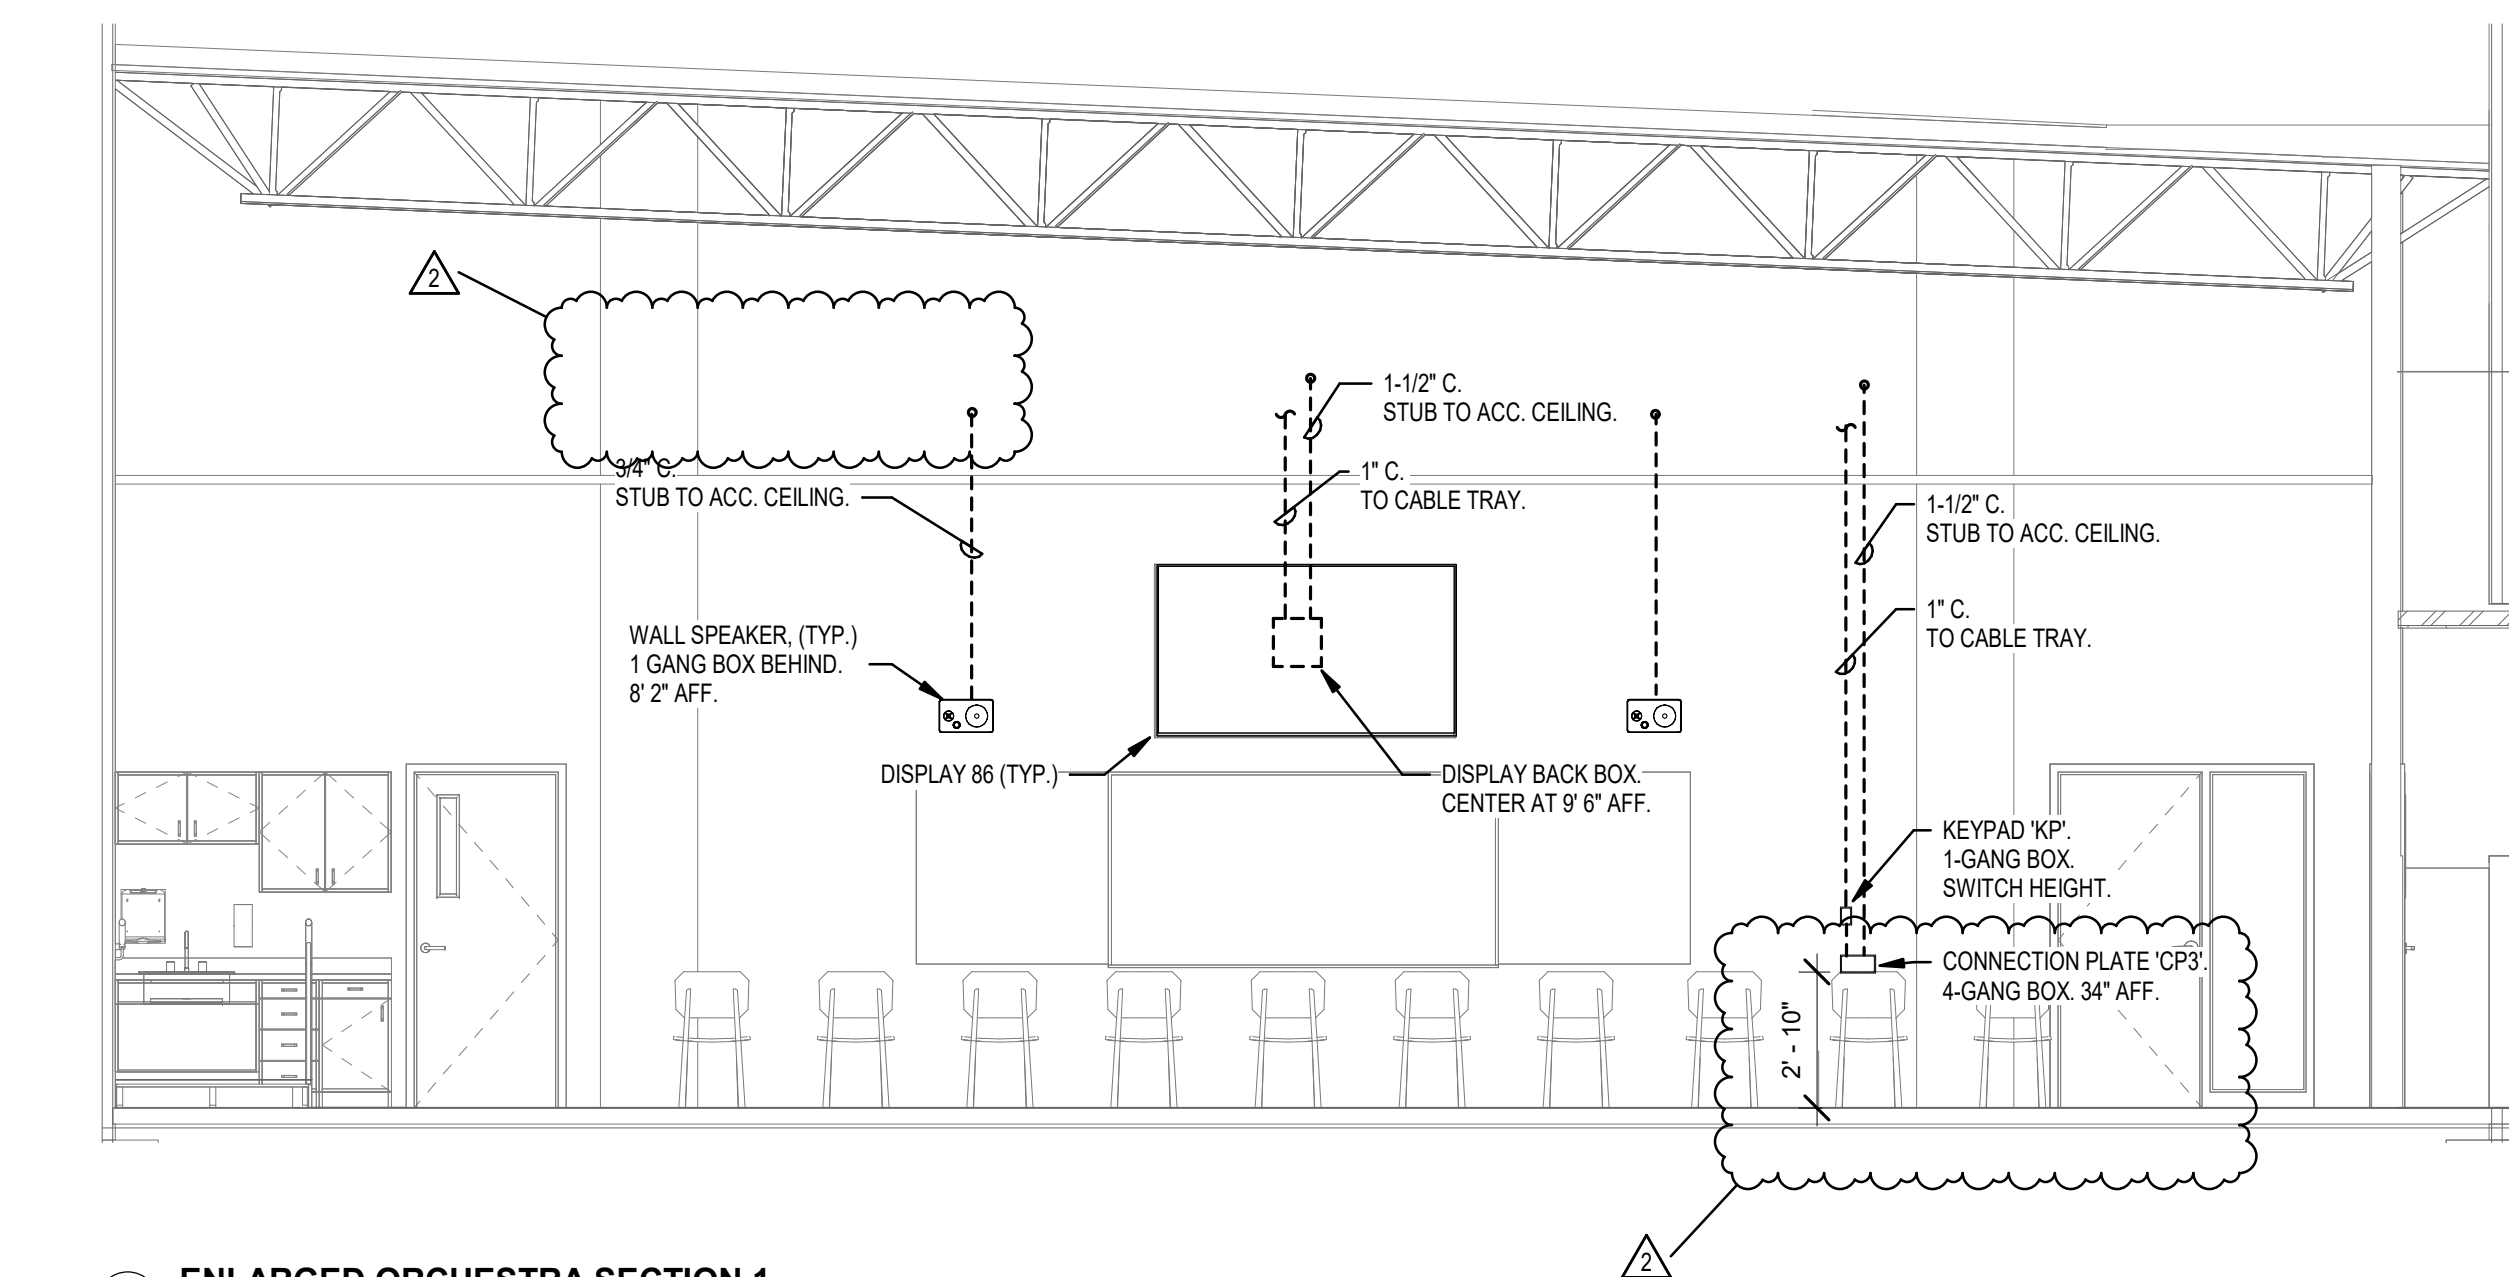 2
1-1/2" C.
STUB TO ACC. CEILING.
3/4" C.
STUB TO ACC. CEILING.
1" C.
TO CABLE TRAY.
1-1/2" C.
STUB TO ACC. CEILING.
1" C.
TO CABLE TRAY.
WALL SPEAKER, (TYP.)
1 GANG BOX BEHIND.
8' 2" AFF.
DISPLAY 86 (TYP.)
DISPLAY BACK BOX.
CENTER AT 9' 6" AFF.
KEYPAD 'KP'.
1-GANG BOX.
SWITCH HEIGHT.
CONNECTION PLATE 'CP3'.
4-GANG BOX. 34" AFF.
2' - 10"
2
ENLARGED ORCHESTRA SECTION 1